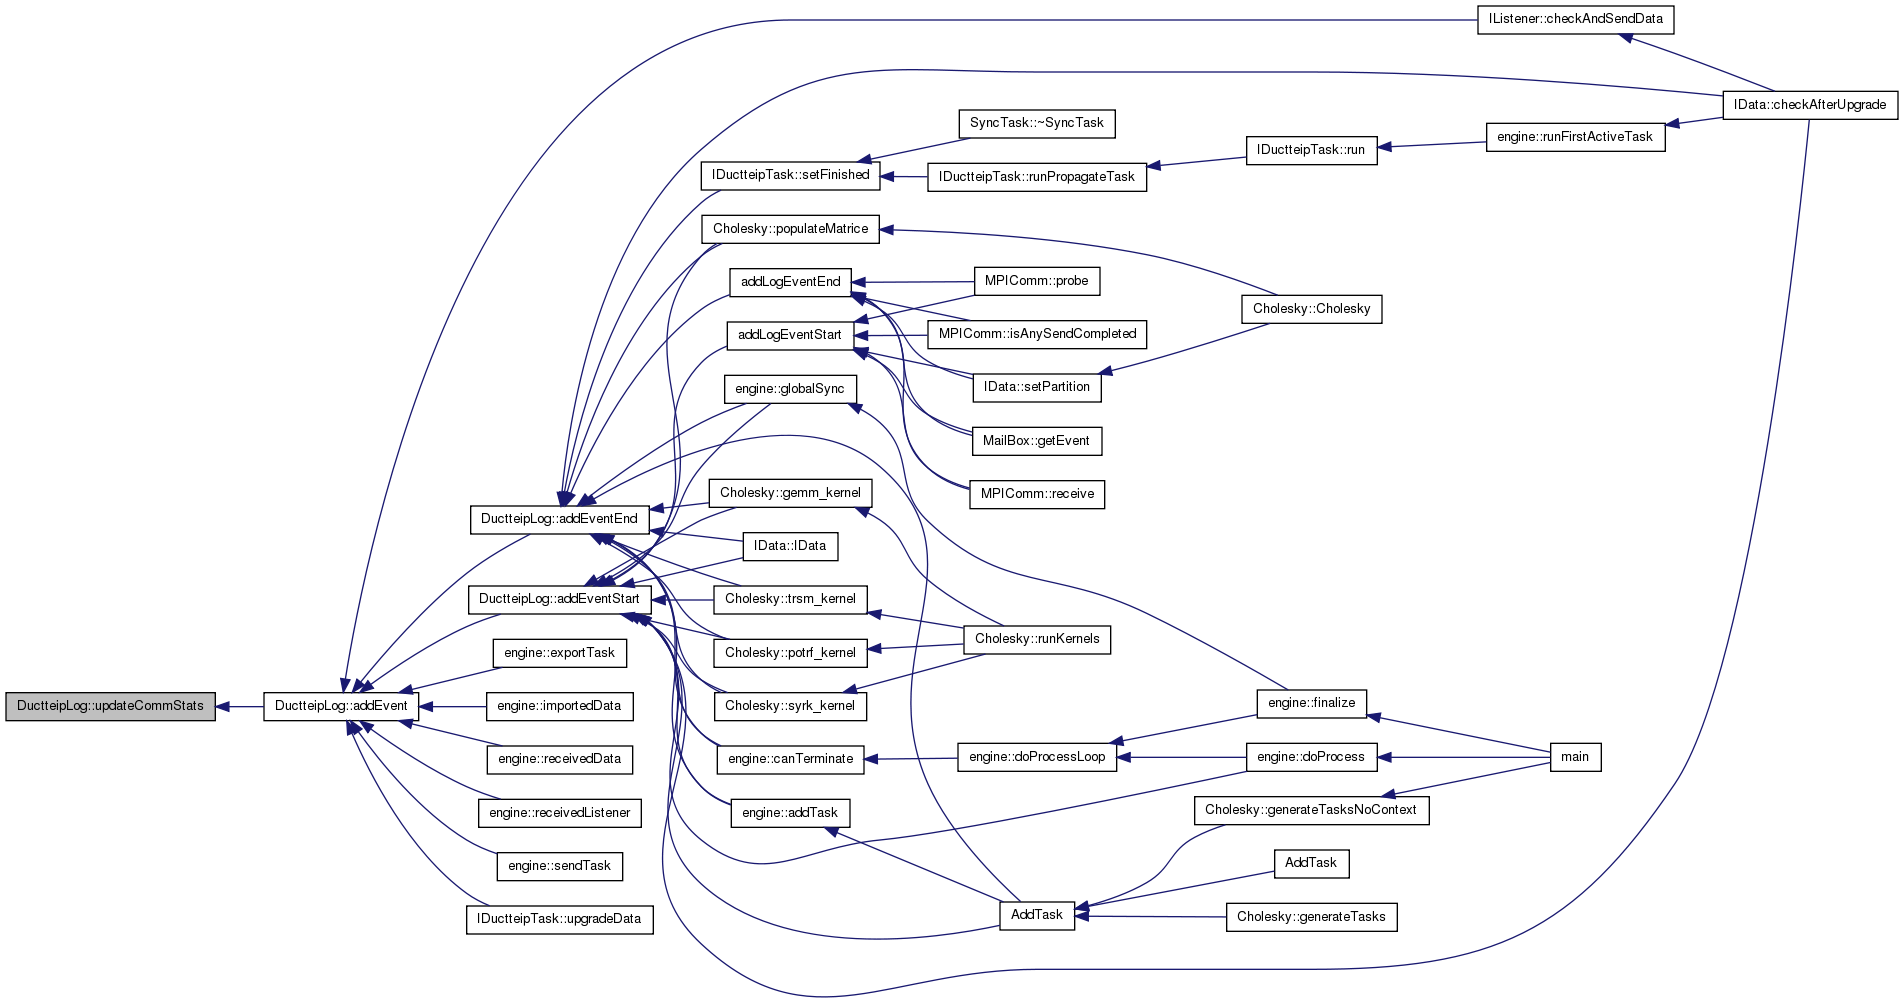 IListener::checkAndSendData
IData::checkAfterUpgrade
SyncTask::~SyncTask
engine::runFirstActiveTask
IDuctteipTask::run
IDuctteipTask::setFinished
IDuctteipTask::runPropagateTask
Cholesky::populateMatrice
addLogEventEnd
MPIComm::probe
Cholesky::Cholesky
addLogEventStart
MPIComm::isAnySendCompleted
engine::globalSync
IData::setPartition
MailBox::getEvent
Cholesky::gemm_kernel
MPIComm::receive
DuctteipLog::addEventEnd
IData::IData
DuctteipLog::addEventStart
Cholesky::trsm_kernel
Cholesky::runKernels
engine::exportTask
Cholesky::potrf_kernel
DuctteipLog::updateCommStats
DuctteipLog::addEvent
engine::importedData
Cholesky::syrk_kernel
engine::finalize
engine::receivedData
engine::canTerminate
engine::doProcessLoop
engine::doProcess
main
engine::receivedListener
engine::addTask
Cholesky::generateTasksNoContext
engine::sendTask
AddTask
IDuctteipTask::upgradeData
AddTask
Cholesky::generateTasks